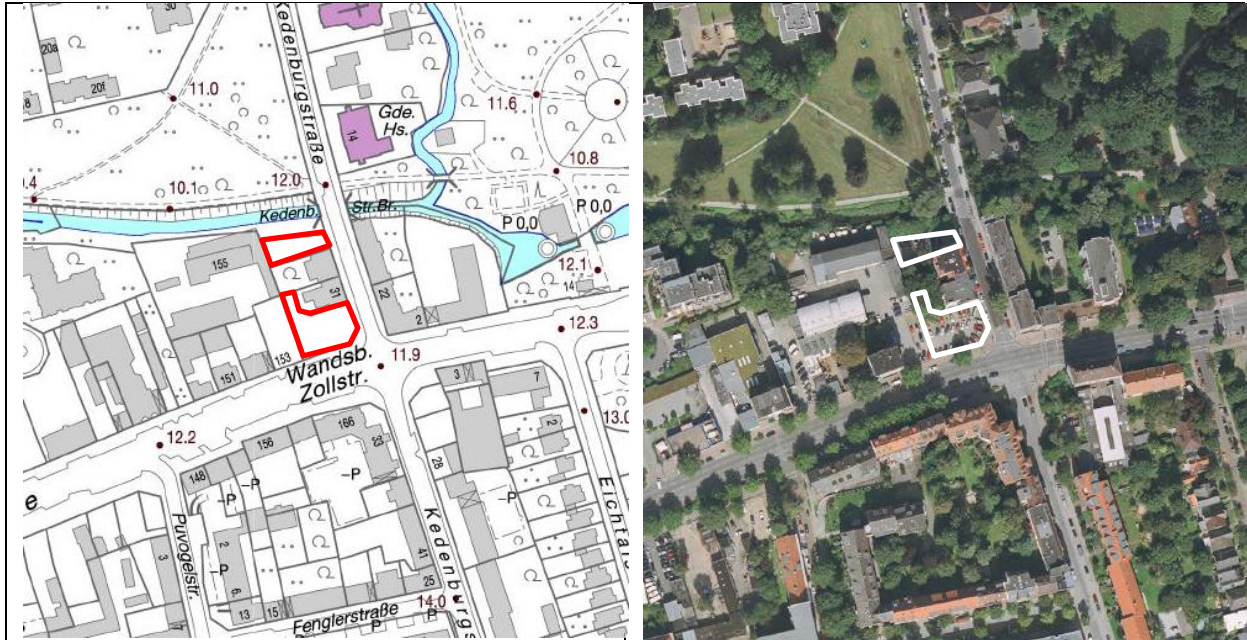 30
20a
20f
18
11.0
Kedenburgstraße
14
Gde.
Hs.
11.6
10.8
12.0
10.1
Kedenb.
Str.Br.
P 0,0
P 0,0
155
12.1
14
31
22
2
12.3
153
151
Wandsb.
Zollstr.
11.9
3
7
13.0
12.2
166
156
33
2
148
28
P
P
P
P
e
Puvogelstr.
Kedenburgs
Eichtals
3
2
P
6
41
25
14.0
13
15
Fenglerstraße
P
P
7